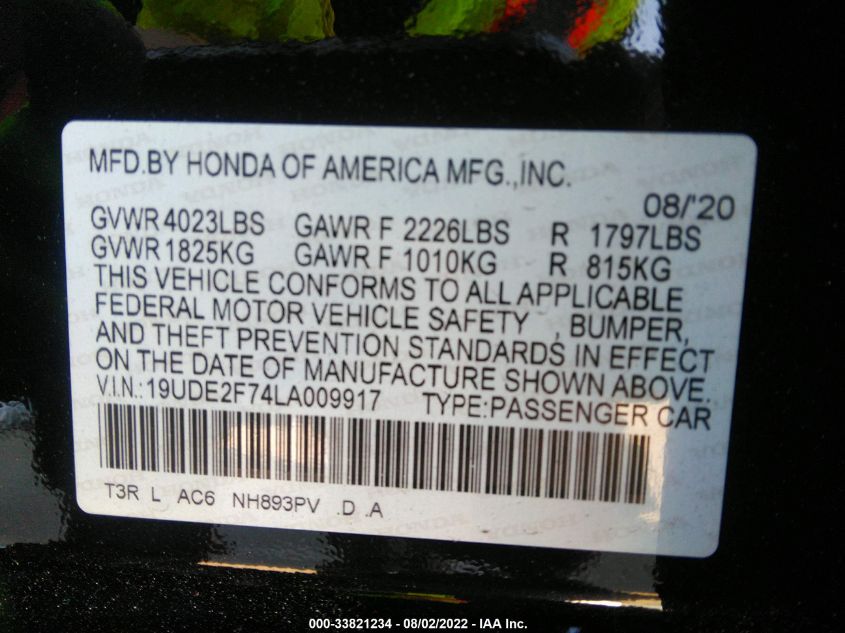 MFD.BY HONDA OF AMERICA MFG.,INC.
08/'20
GVWR 4023LBS GAWR F 2226LBS R 1797LBS
GVWR 1825KG GAWR F 1010KG R 815KG
THIS VEHICLE CONFORMS TO ALL APPLICABLE
FEDERAL MOTOR VEHICLE SAFETY , BUMPER,
AND THEFT PREVENTION STANDARDS IN EFFECT
ON THE DATE OF MANUFACTURE SHOWN ABOVE.
V.I.N.:19UDE2F74LA009917 TYPE:PASSENGER CAR
T3R L AC6 NH893PV .D .A
000-33821234 - 08/02/2022 - IAA Inc.